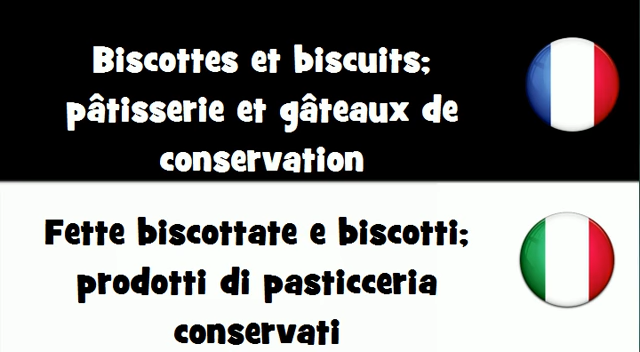 Biscottes et biscuits;
pâtisserie et gâteaux de
conservation
Fette biscottate e biscotti;
prodotti di pasticceria
conservati